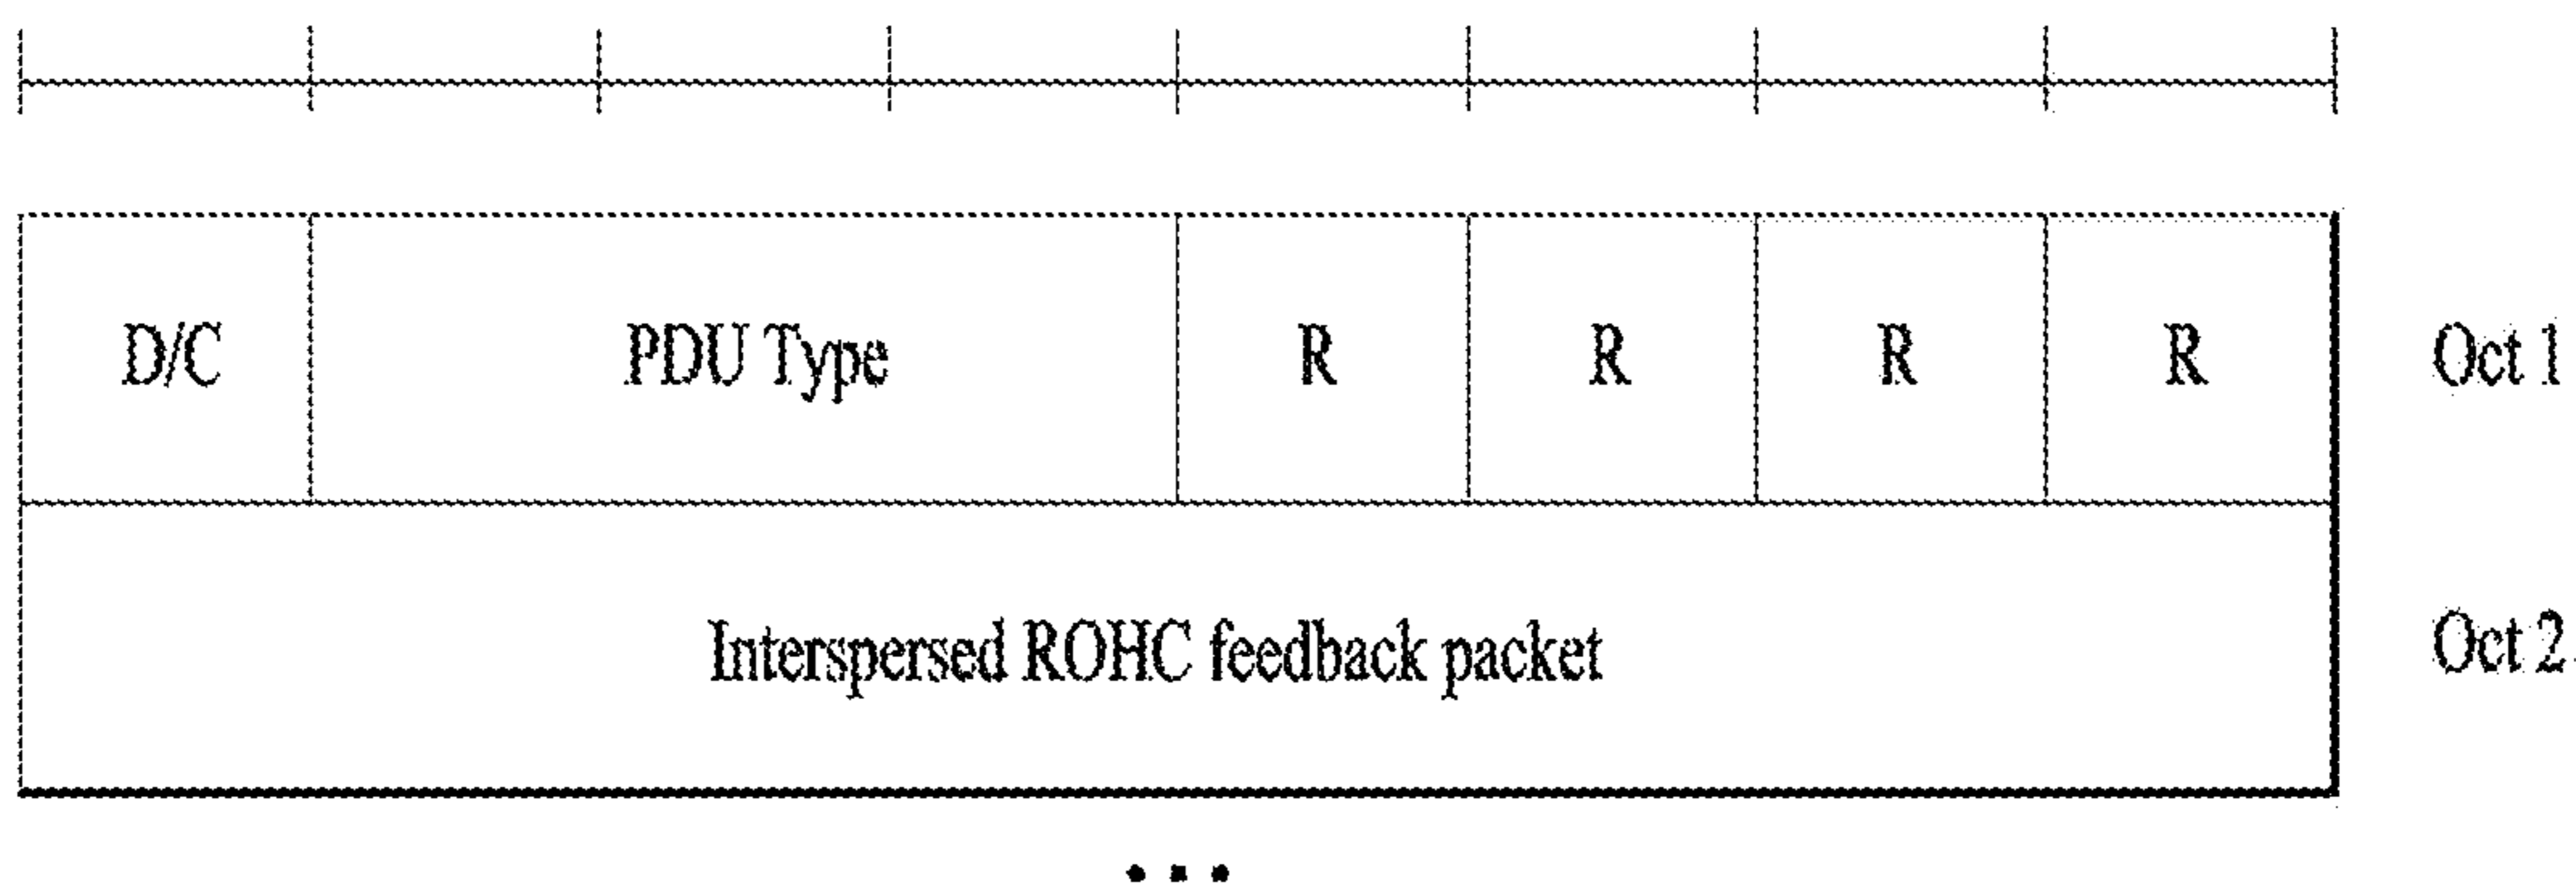 D/C PDU Type R R R R Oct 1
Interspersed ROHC feedback packet Oct 2
...